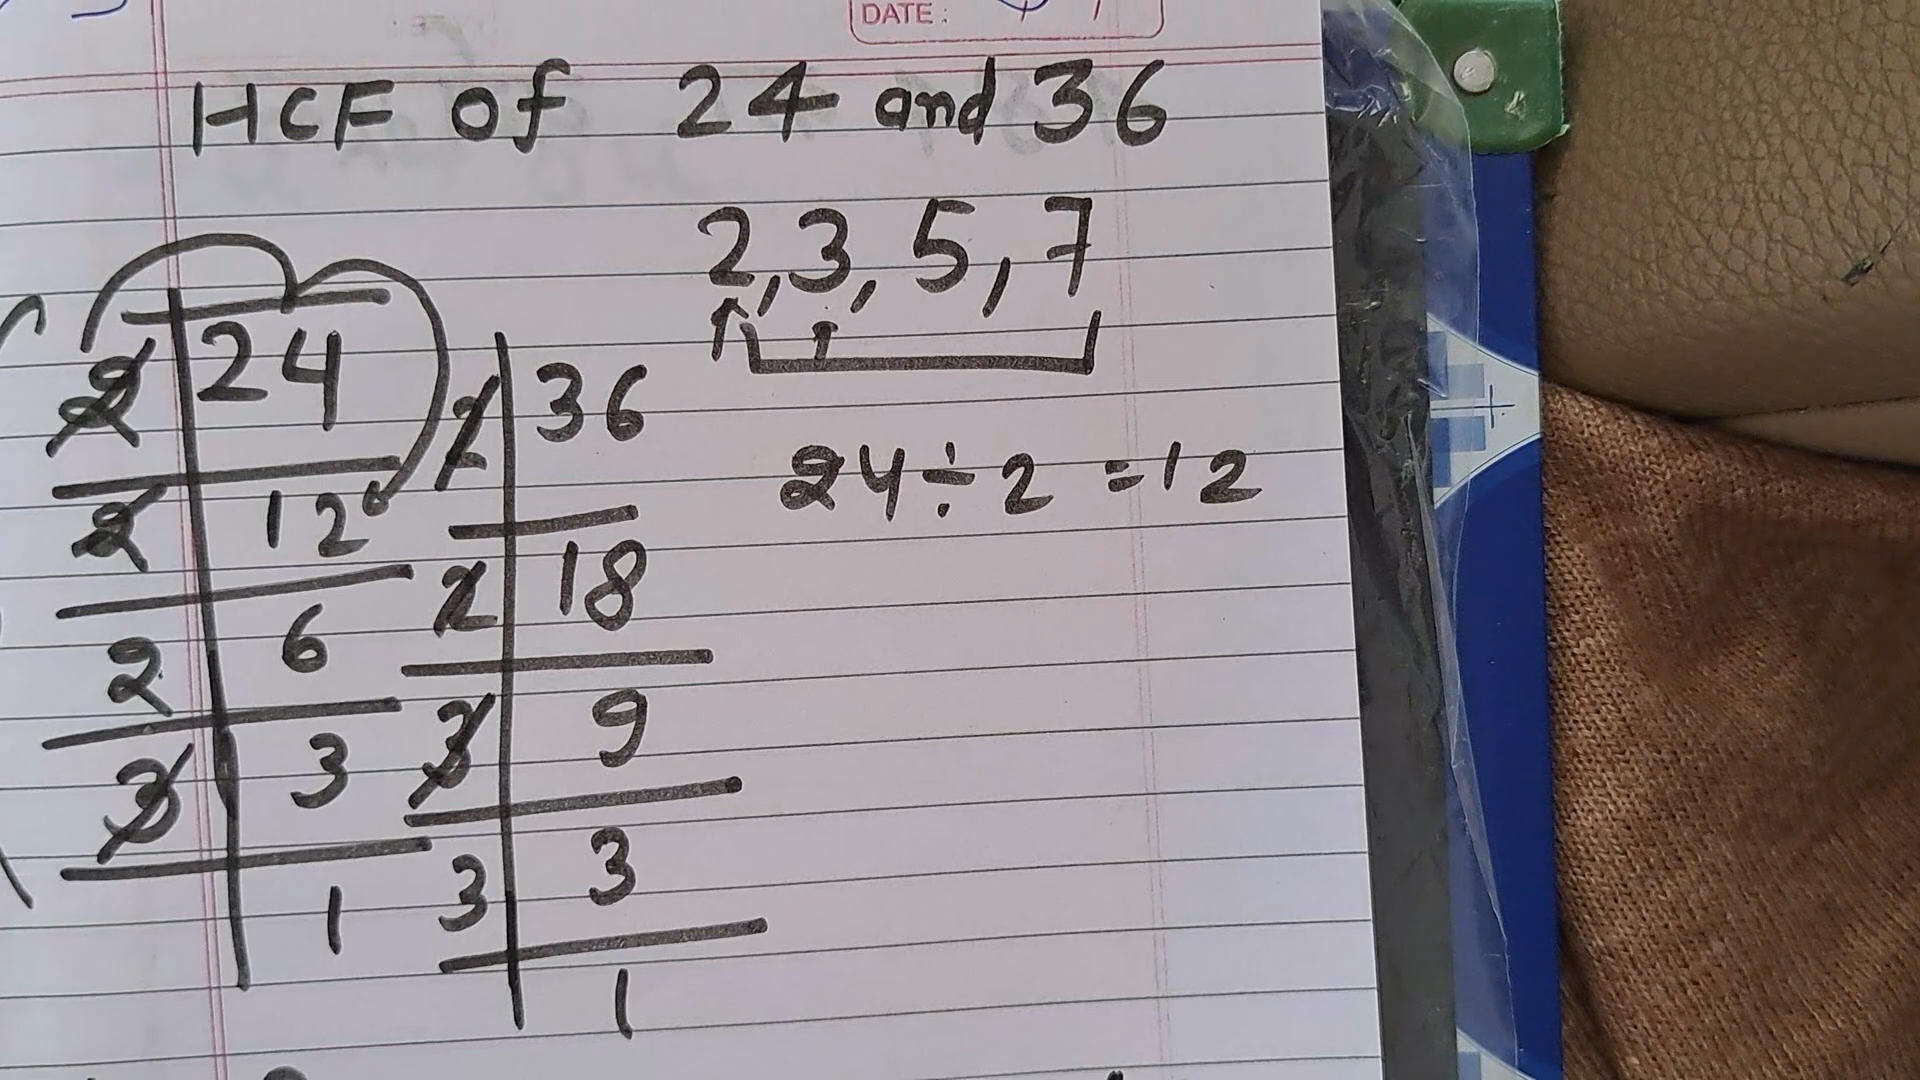 DATE :
HCF of 24 and 36
2, 3, 5, 7
24 ÷ 2 = 12
2 24
2 12
2 6
3 3
1
2 36
2 18
3 9
3 3
1